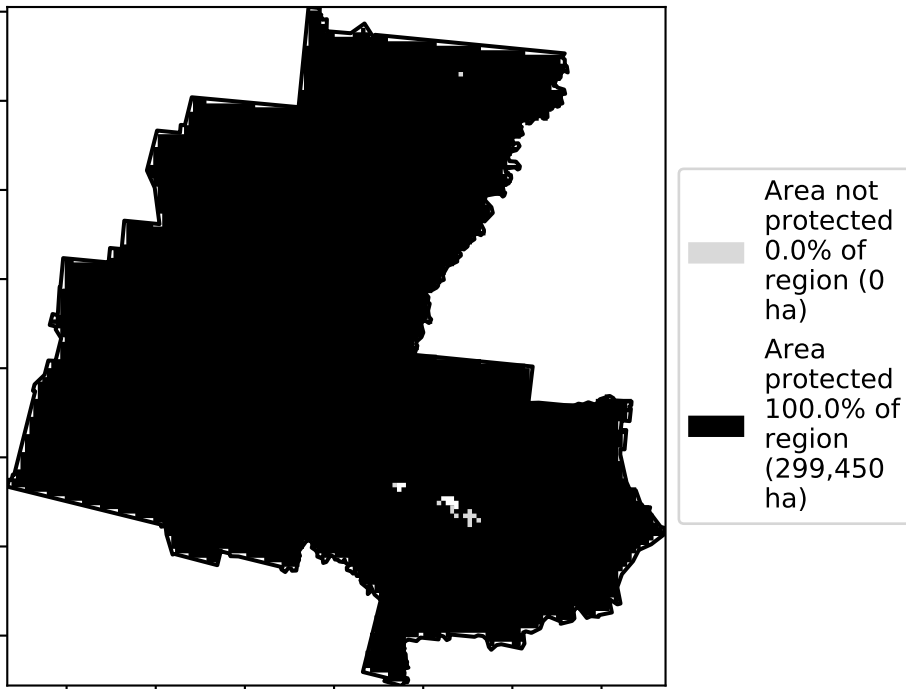 Area not
protected
0.0% of
region (0
ha)
Area
protected
100.0% of
region
(299,450
ha)